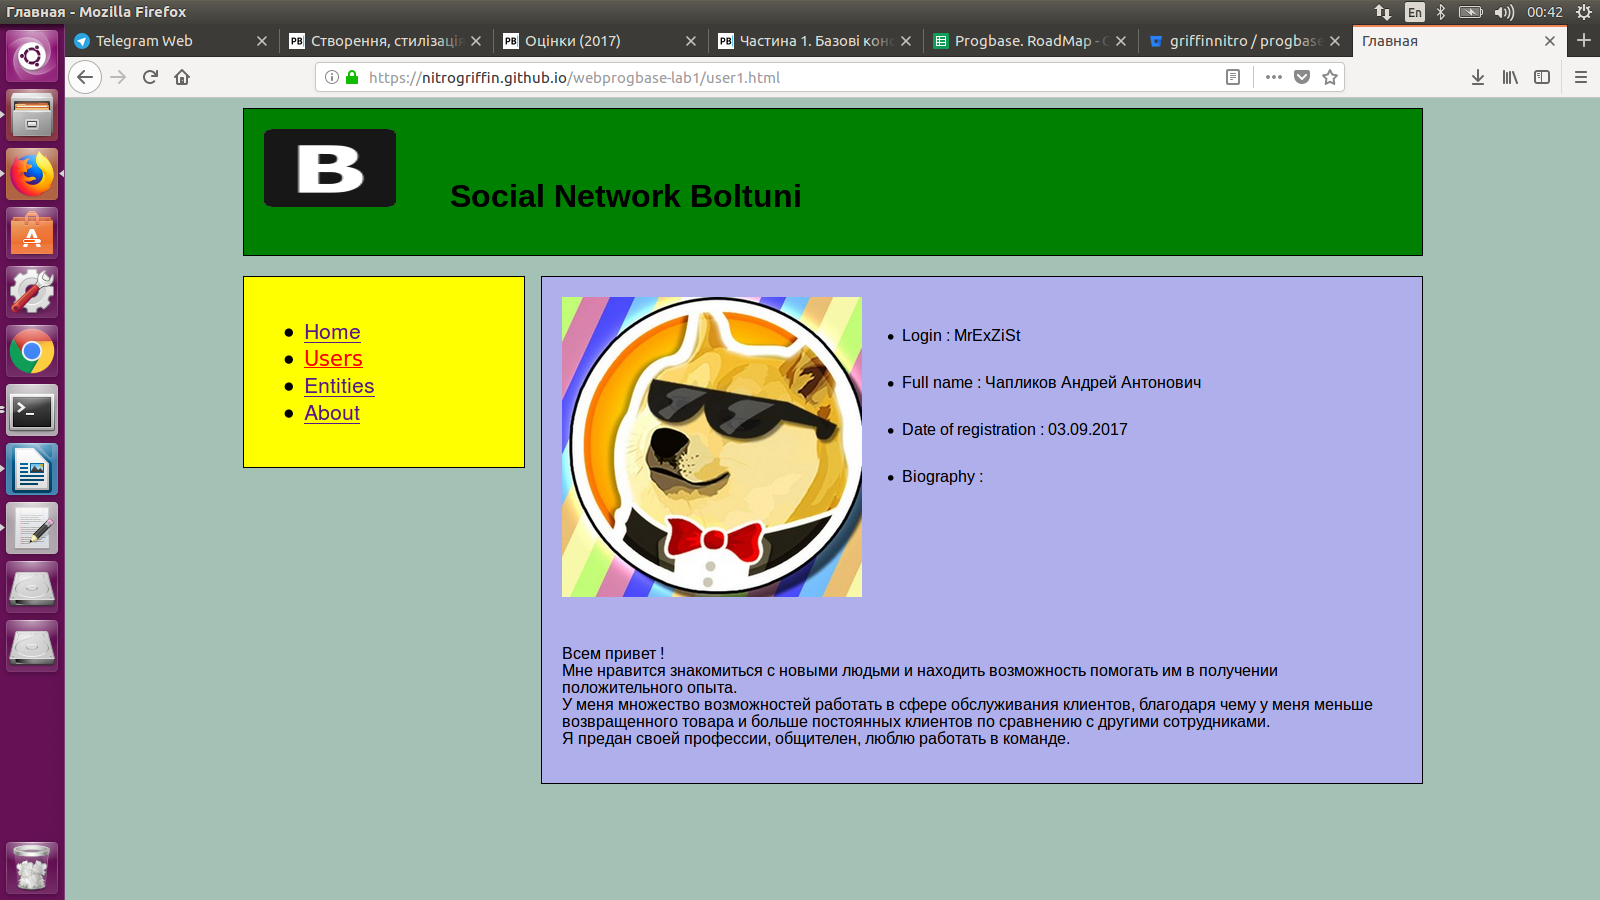 Главная - Mozilla Firefox
En
00:42
Telegram Web
Створення, стилізація
PB Оцінки (2017)
PB Частина 1. Базові кон
Progbase. RoadMap -
griffinnitro / progbase
Главная
https://nitrogriffin.github.io/webprogbase-lab1/user1.html
B
Social Network Boltuni
Home
Users
Entities
About
Login : MrExZiSt
Full name : Чапликов Андрей Антонович
Date of registration : 03.09.2017
Biography :
Всем привет !
Мне нравится знакомиться с новыми людьми и находить возможность помогать им в получении
положительного опыта.
У меня множество возможностей работать в сфере обслуживания клиентов, благодаря чему у меня меньше
возвращенного товара и больше постоянных клиентов по сравнению с другими сотрудниками.
Я предан своей профессии, общителен, люблю работать в команде.